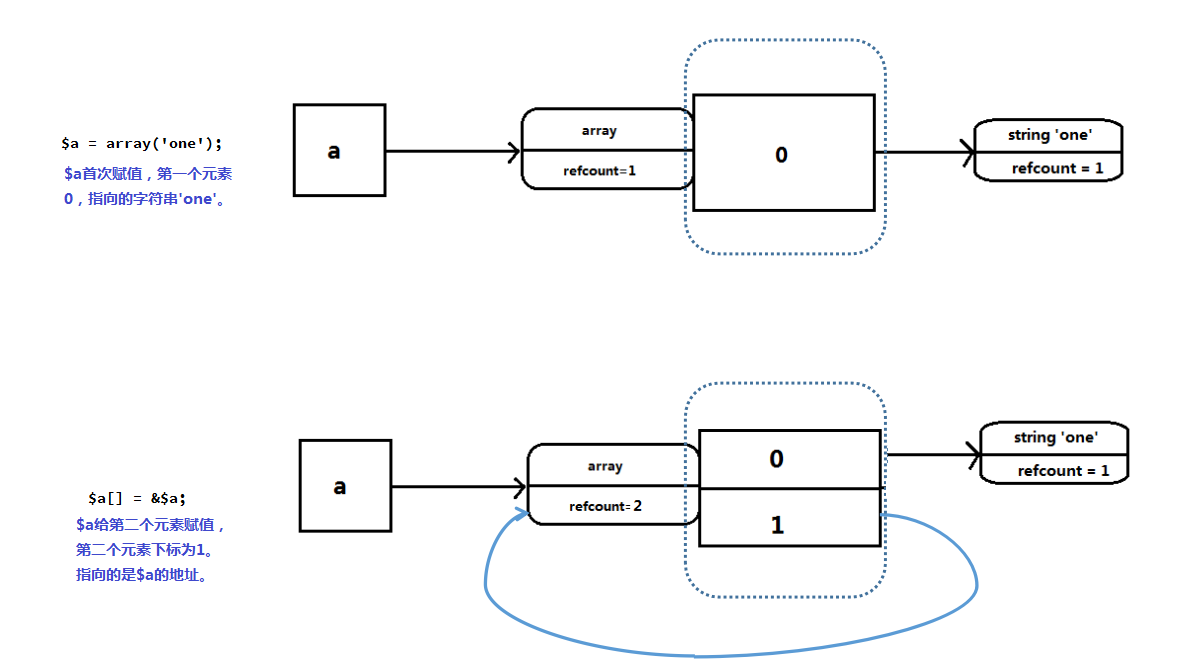 $a = array('one');
$a首次赋值，第一个元素
0，指向的字符串'one'。
a
array
refcount=1
0
string 'one'
refcount = 1
$a[] = &$a;
$a给第二个元素赋值，
第二个元素下标为1。
指向的是$a的地址。
a
array
refcount=2
0
1
string 'one'
refcount = 1